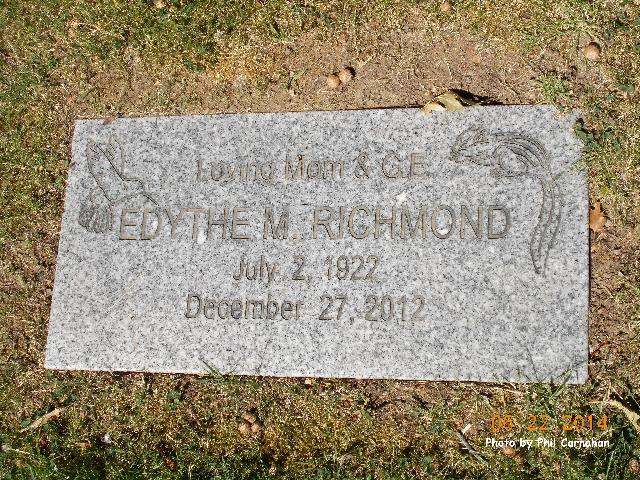 Loving Mom & G.E.
EDYTHE M. RICHMOND
July 2, 1922
December 27, 2012
08 22 2014
Photo by Phil Carnahan